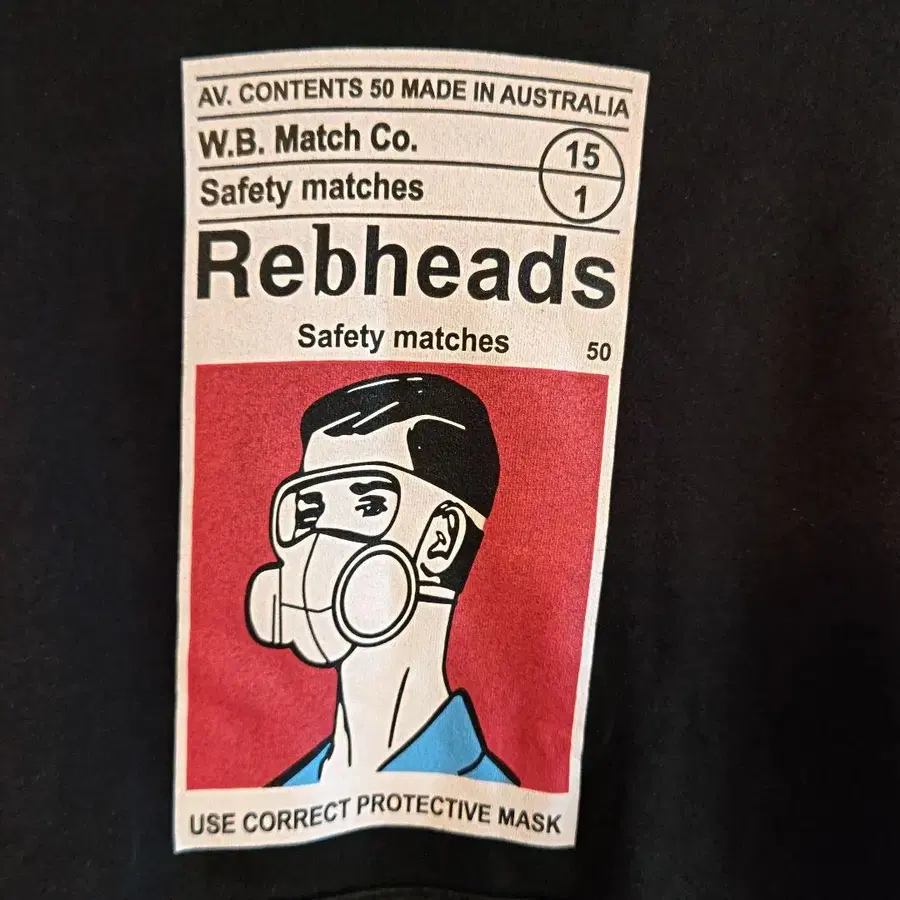 AV. CONTENTS 50 MADE IN AUSTRALIA
W.B. Match Co.
15
Safety matches
1
Rebheads
Safety matches
50
USE CORRECT PROTECTIVE MASK